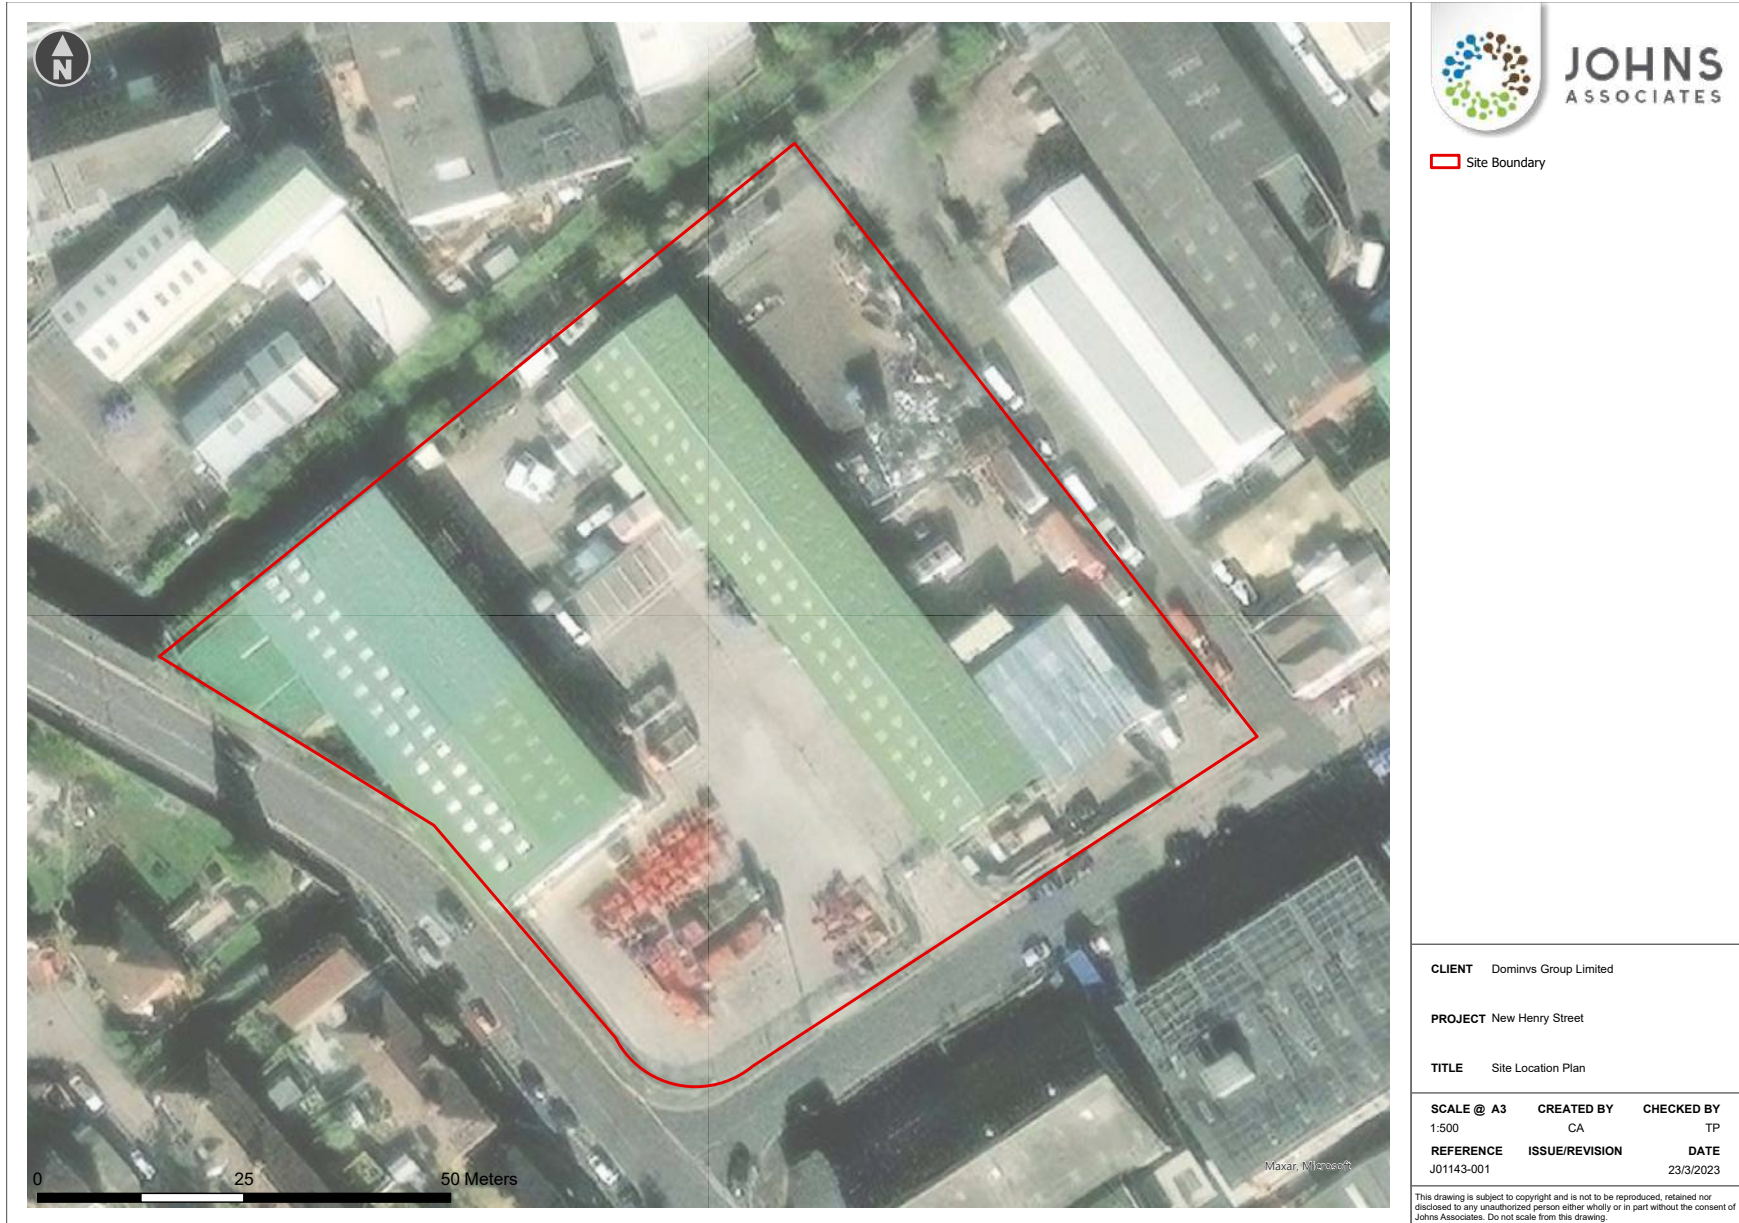 N
JOHNS
ASSOCIATES
Site Boundary
CLIENT Dominvs Group Limited
PROJECT New Henry Street
TITLE Site Location Plan
SCALE @ A3 CREATED BY CHECKED BY
1:500 CA TP
REFERENCE ISSUE/REVISION DATE
J01143-001 23/3/2023
This drawing is subject to copyright and is not to be reproduced, retained nor
disclosed to any unauthorized person either wholly or in part without the consent of
Johns Associates. Do not scale from this drawing.
0 25 50 Meters
Maxar, Microsoft